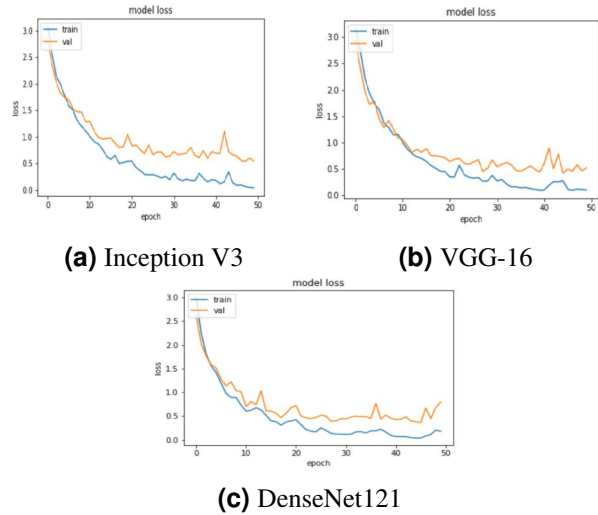 model loss
train
val
3.0
2.5
2.0
1.5
1.0
0.5
0.0
loss
0 10 20 30 40 50
epoch
(a) Inception V3
model loss
train
val
3.0
2.5
2.0
1.5
1.0
0.5
0.0
loss
0 10 20 30 40 50
epoch
(b) VGG-16
model loss
train
val
3.0
2.5
2.0
1.5
1.0
0.5
0.0
loss
0 10 20 30 40 50
epoch
(c) DenseNet121